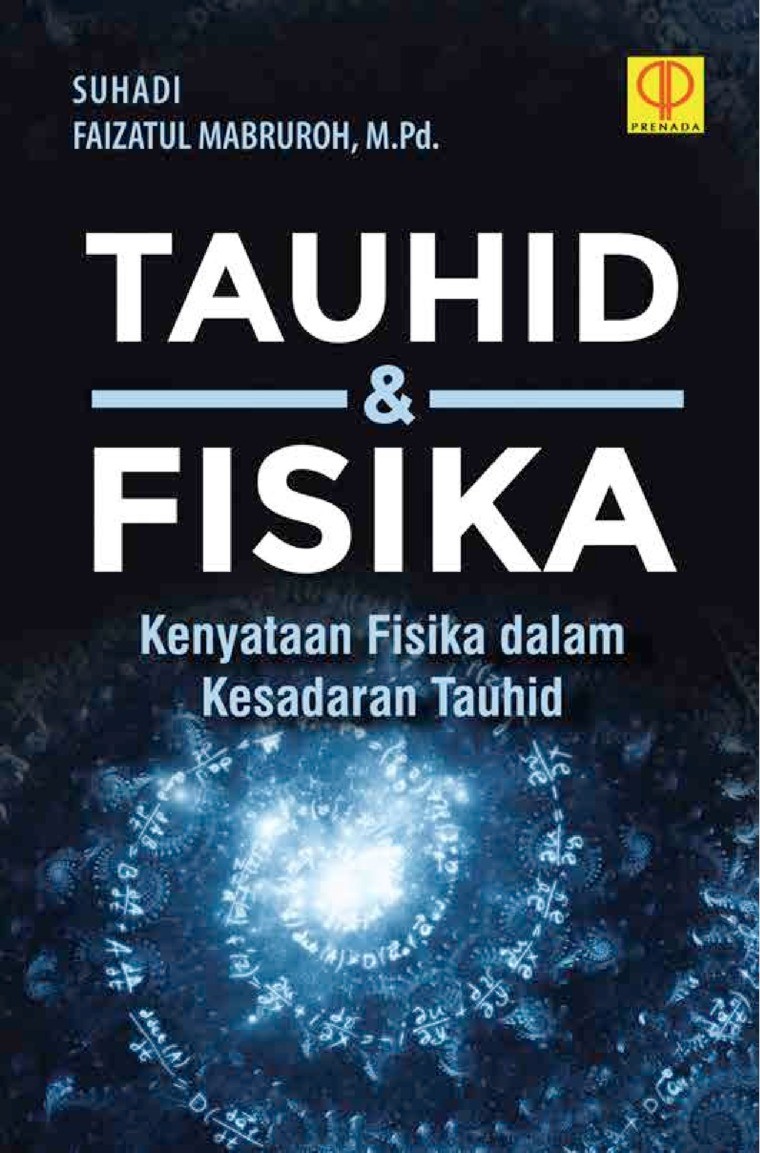 SUHADI
FAIZATUL MABRUROH, M.Pd.
PRENADA
TAUHID
&
FISIKA
Kenyataan Fisika dalam
Kesadaran Tauhid